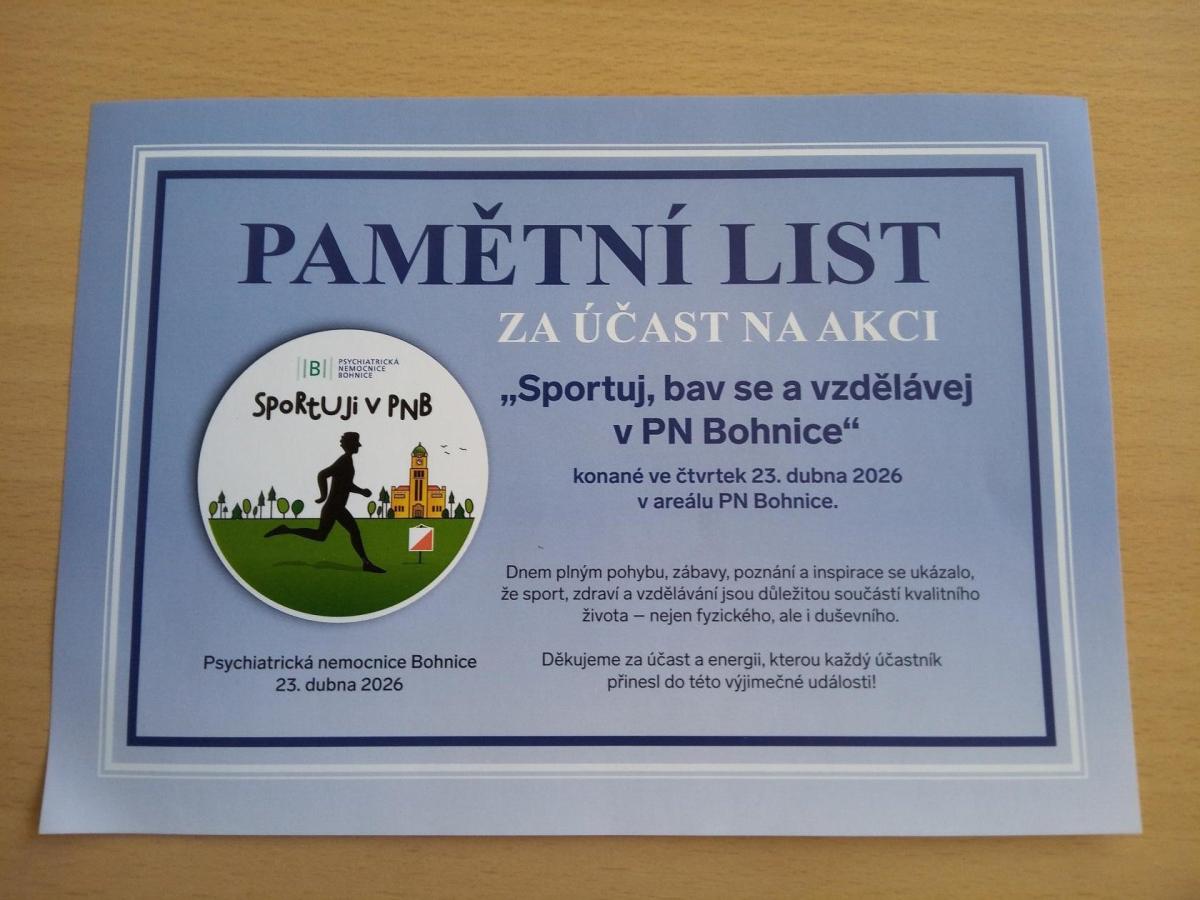 PAMĚTNÍ LIST
ZA ÚČAST NA AKCI
|B| PSYCHIATRICKÁ
NEMOCNICE
BOHNICE
SPORTUJI V PNB
„Sportuj, bav se a vzdělávej
v PN Bohnice“
konané ve čtvrtek 23. dubna 2026
v areálu PN Bohnice.
Dnem plným pohybu, zábavy, poznání a inspirace se ukázalo,
že sport, zdraví a vzdělávání jsou důležitou součástí kvalitního
života – nejen fyzického, ale i duševního.
Psychiatrická nemocnice Bohnice
23. dubna 2026
Děkujeme za účast a energii, kterou každý účastník
přinesl do této výjimečné události!